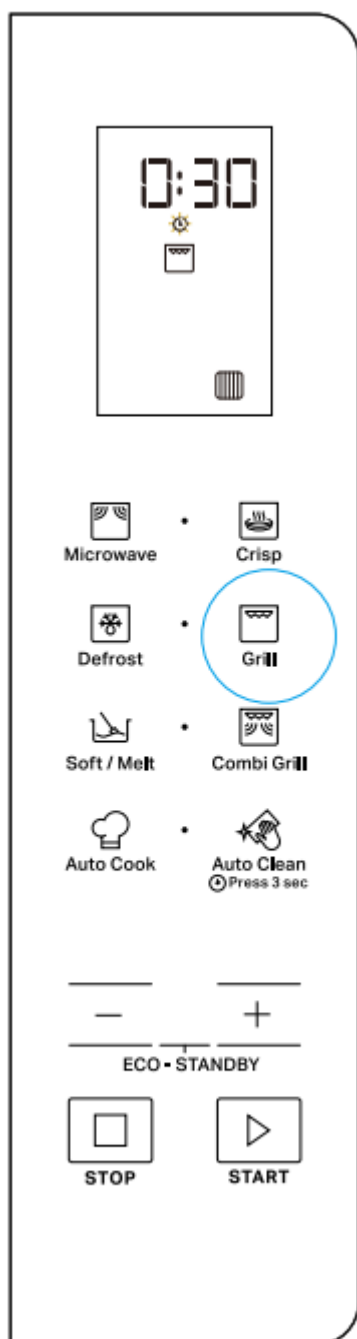 0:30
Microwave
Crisp
Defrost
Grill
Soft / Melt
Combi Grill
Auto Cook
Auto Clean
Press 3 sec
— +
ECO - STANDBY
STOP
START